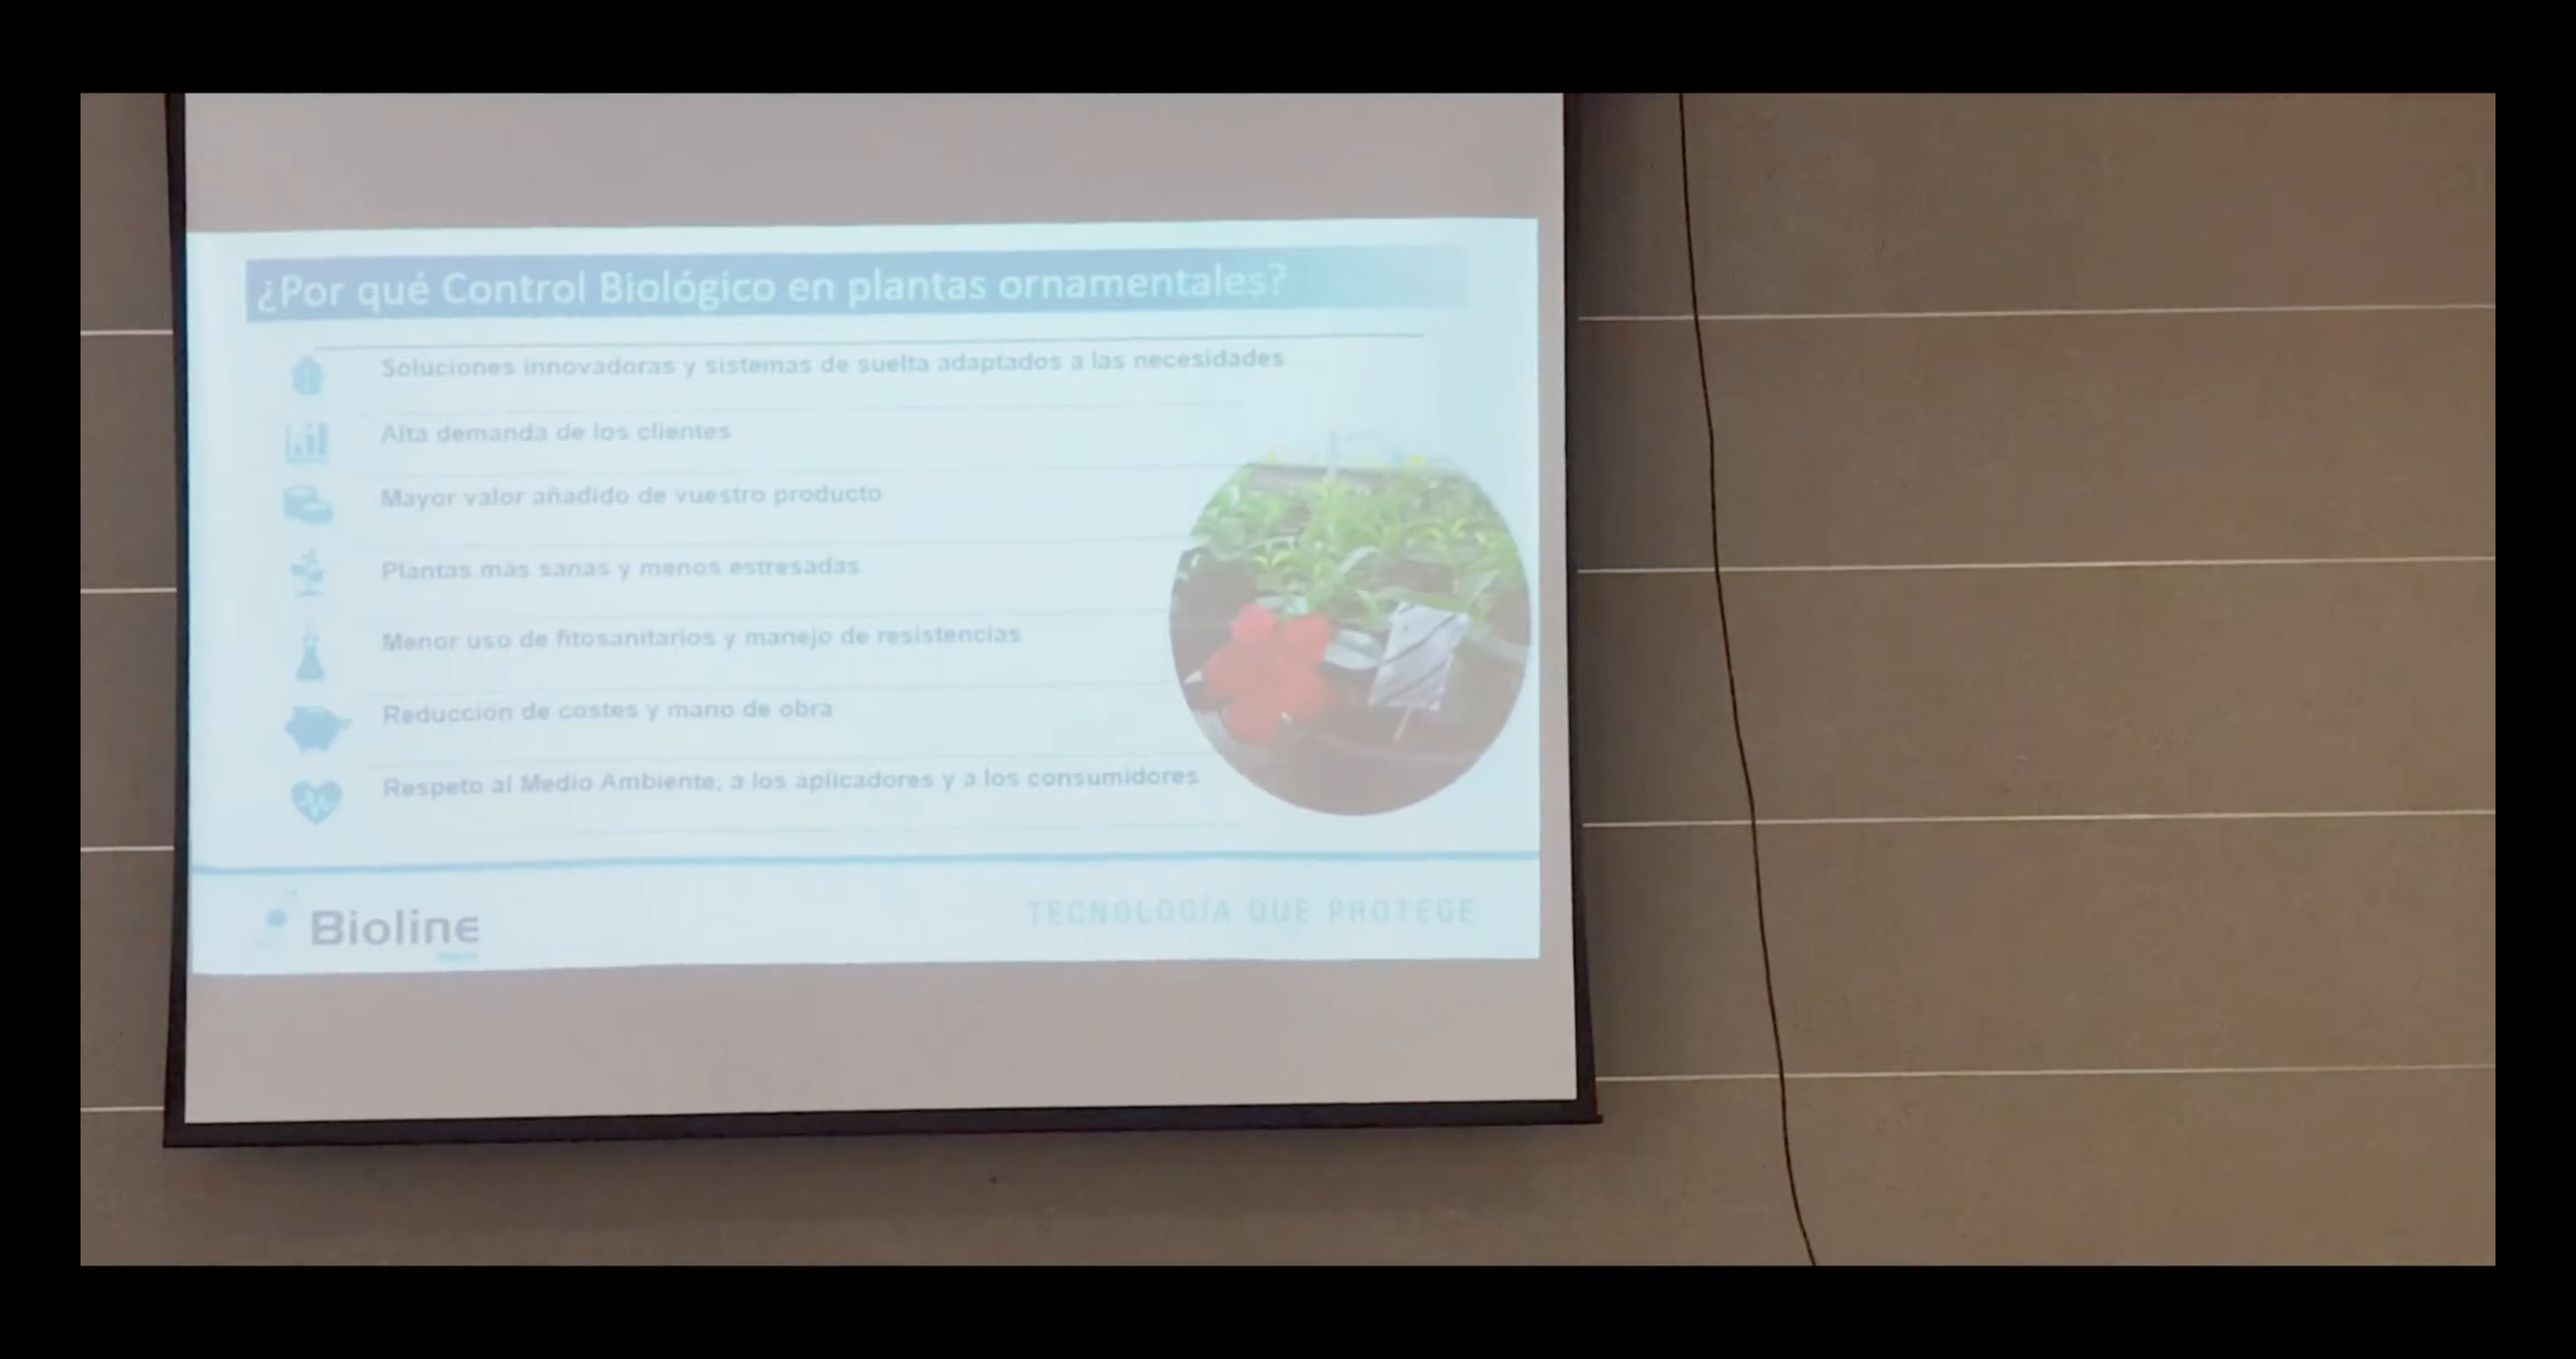 ¿Por qué Control Biológico en plantas ornamentales?
Soluciones innovadoras y sistemas de suelta adaptados a las necesidades
Alta demanda de los clientes
Mayor valor añadido de vuestro producto
Plantas más sanas y menos estresadas
Menor uso de fitosanitarios y manejo de resistencias
Reducción de costes y mano de obra
Respeto al Medio Ambiente, a los aplicadores y a los consumidores
Bioline
TECNOLOGÍA QUE PROTEGE